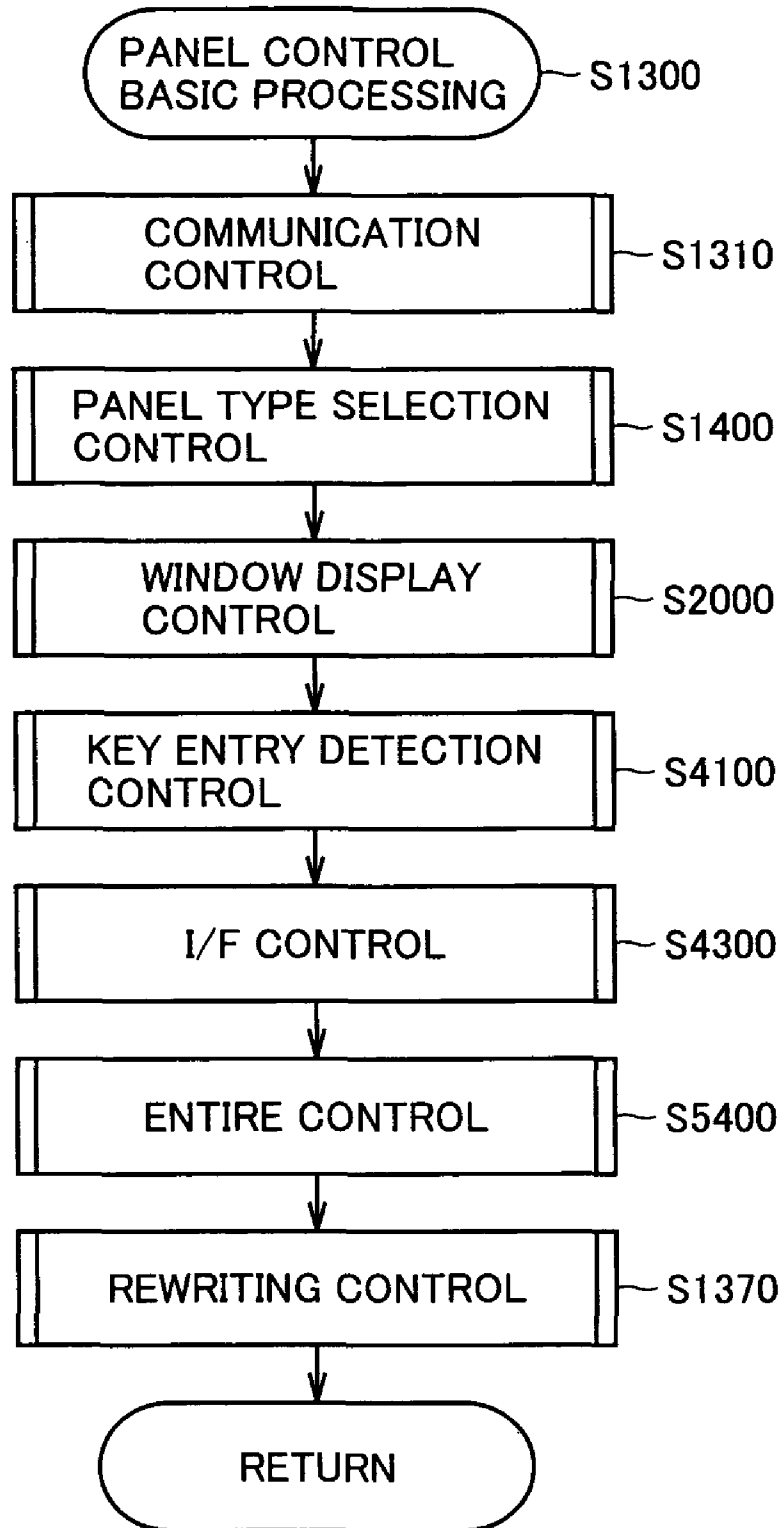 PANEL CONTROL
BASIC PROCESSING
S1300
COMMUNICATION
CONTROL
S1310
PANEL TYPE SELECTION
CONTROL
S1400
WINDOW DISPLAY
CONTROL
S2000
KEY ENTRY DETECTION
CONTROL
S4100
I/F CONTROL
S4300
ENTIRE CONTROL
S5400
REWRITING CONTROL
S1370
RETURN